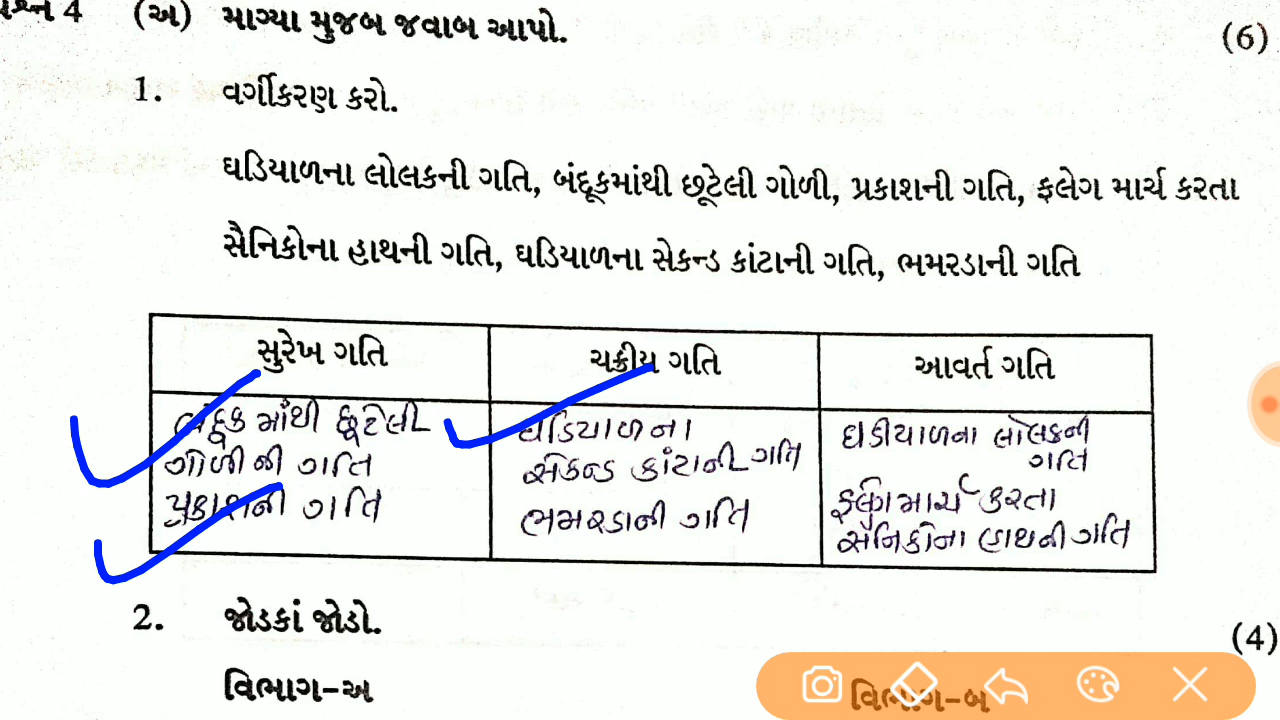 પ્રશ્ન 4 (અ) માગ્યા મુજબ જવાબ આપો. (6)
1. વર્ગીકરણ કરો.
ઘડિયાળના લોલકની ગતિ, બંદૂકમાંથી છૂટેલી ગોળી, પ્રકાશની ગતિ, ફલેગ માર્ચ કરતા
સૈનિકોના હાથની ગતિ, ઘડિયાળના સેકન્ડ કાંટાની ગતિ, ભમરડાની ગતિ
સુરેખ ગતિ ચક્રીય ગતિ આવર્ત ગતિ
બંદૂકમાંથી છૂટેલી
ગોળીની ગતિ
પ્રકાશની ગતિ
ઘડિયાળના
સેકન્ડ કાંટાની ગતિ
ભમરડાની ગતિ
ઘડીયાળના લોલકની
ગતિ
ફ્લેગમાર્ચ કરતા
સૈનિકોના હાથની ગતિ
2. જોડકાં જોડો. (4)
વિભાગ-અ વિભાગ-બ